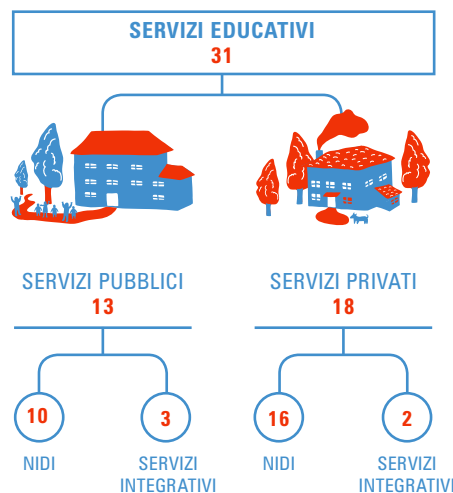 SERVIZI EDUCATIVI
31
SERVIZI PUBBLICI
13
SERVIZI PRIVATI
18
10
3
16
2
NIDI
SERVIZI
INTEGRATIVI
NIDI
SERVIZI
INTEGRATIVI